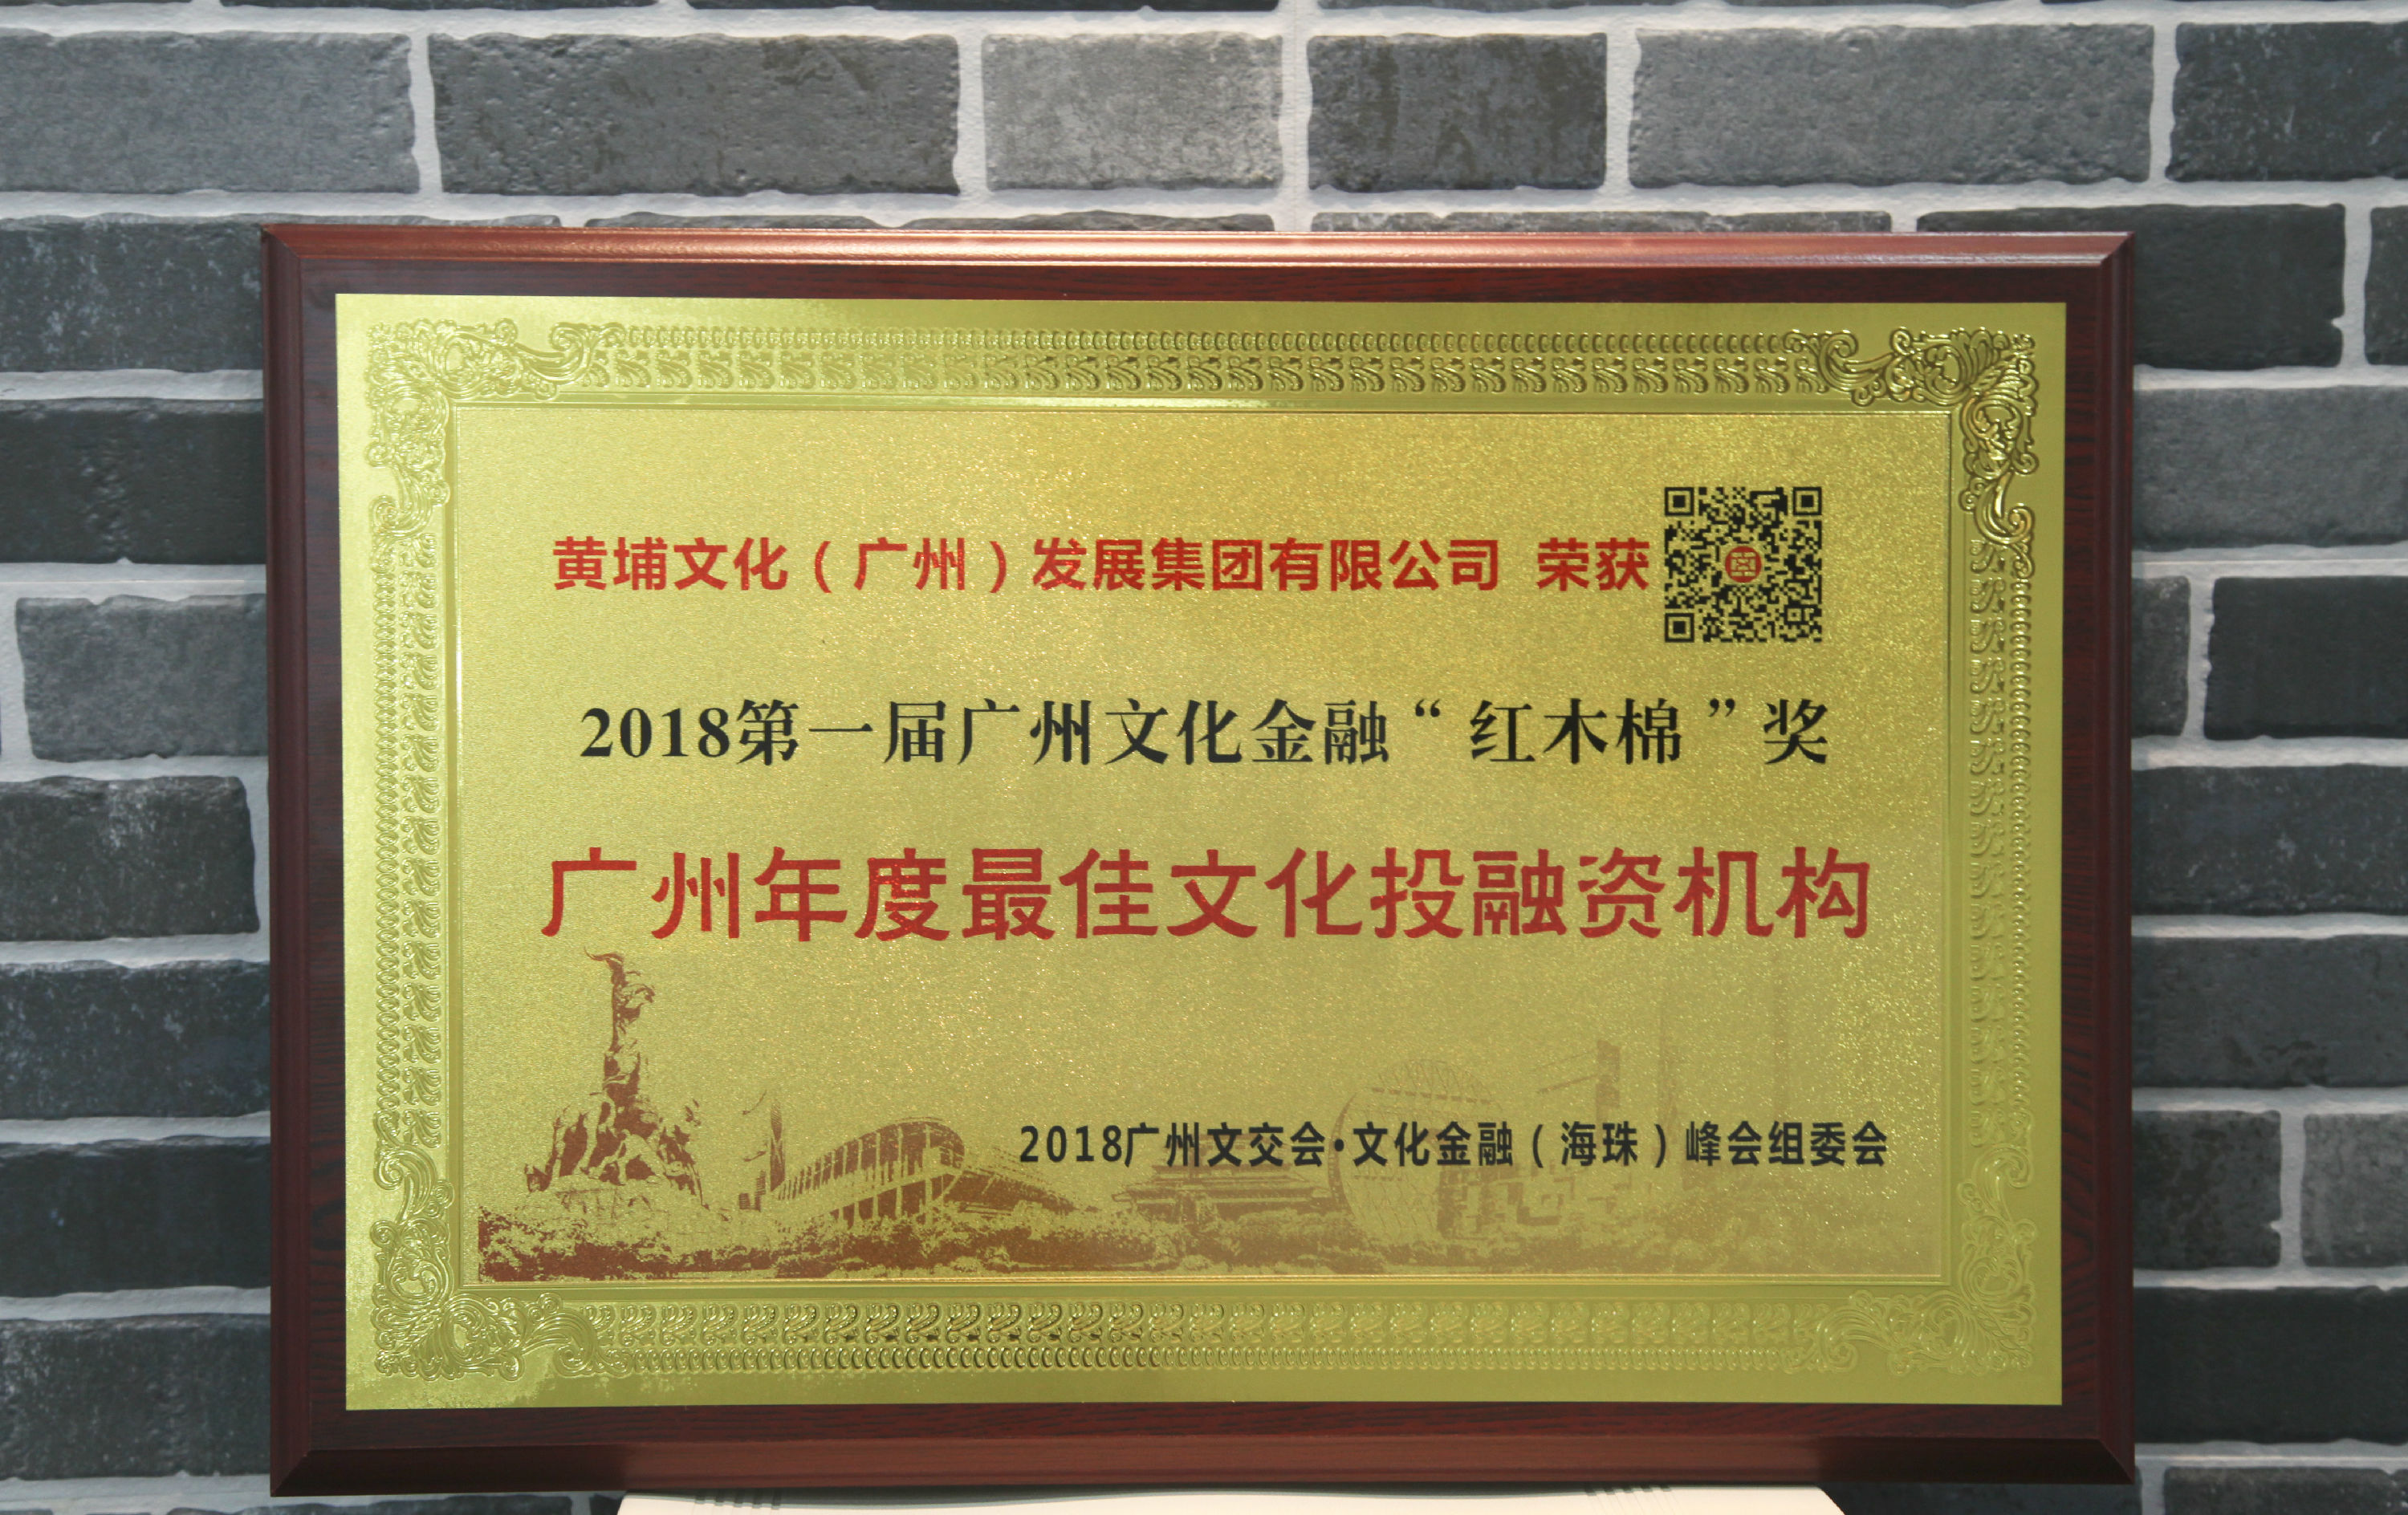 黄埔文化（广州）发展集团有限公司 荣获
2018第一届广州文化金融“红木棉”奖
广州年度最佳文化投融资机构
2018广州文交会·文化金融（海珠）峰会组委会